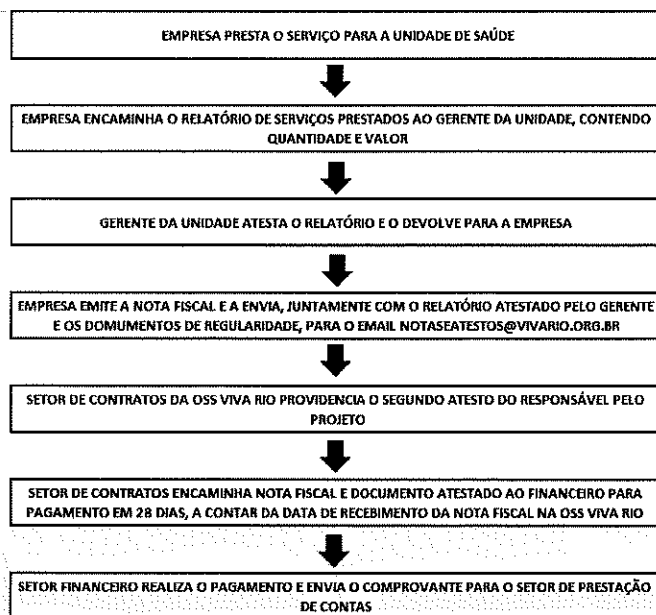 EMPRESA PRESTA O SERVIÇO PARA A UNIDADE DE SAÚDE
EMPRESA ENCAMINHA O RELATÓRIO DE SERVIÇOS PRESTADOS AO GERENTE DA UNIDADE, CONTENDO
QUANTIDADE E VALOR
GERENTE DA UNIDADE ATESTA O RELATÓRIO E O DEVOLVE PARA A EMPRESA
EMPRESA EMITE A NOTA FISCAL E A ENVIA, JUNTAMENTE COM O RELATÓRIO ATESTADO PELO GERENTE
E OS DOMUMENTOS DE REGULARIDADE, PARA O EMAIL NOTASEATESTOS@VIVARIO.ORG.BR
SETOR DE CONTRATOS DA OSS VIVA RIO PROVIDENCIA O SEGUNDO ATESTO DO RESPONSÁVEL PELO
PROJETO
SETOR DE CONTRATOS ENCAMINHA NOTA FISCAL E DOCUMENTO ATESTADO AO FINANCEIRO PARA
PAGAMENTO EM 28 DIAS, A CONTAR DA DATA DE RECEBIMENTO DA NOTA FISCAL NA OSS VIVA RIO
SETOR FINANCEIRO REALIZA O PAGAMENTO E ENVIA O COMPROVANTE PARA O SETOR DE PRESTAÇÃO
DE CONTAS